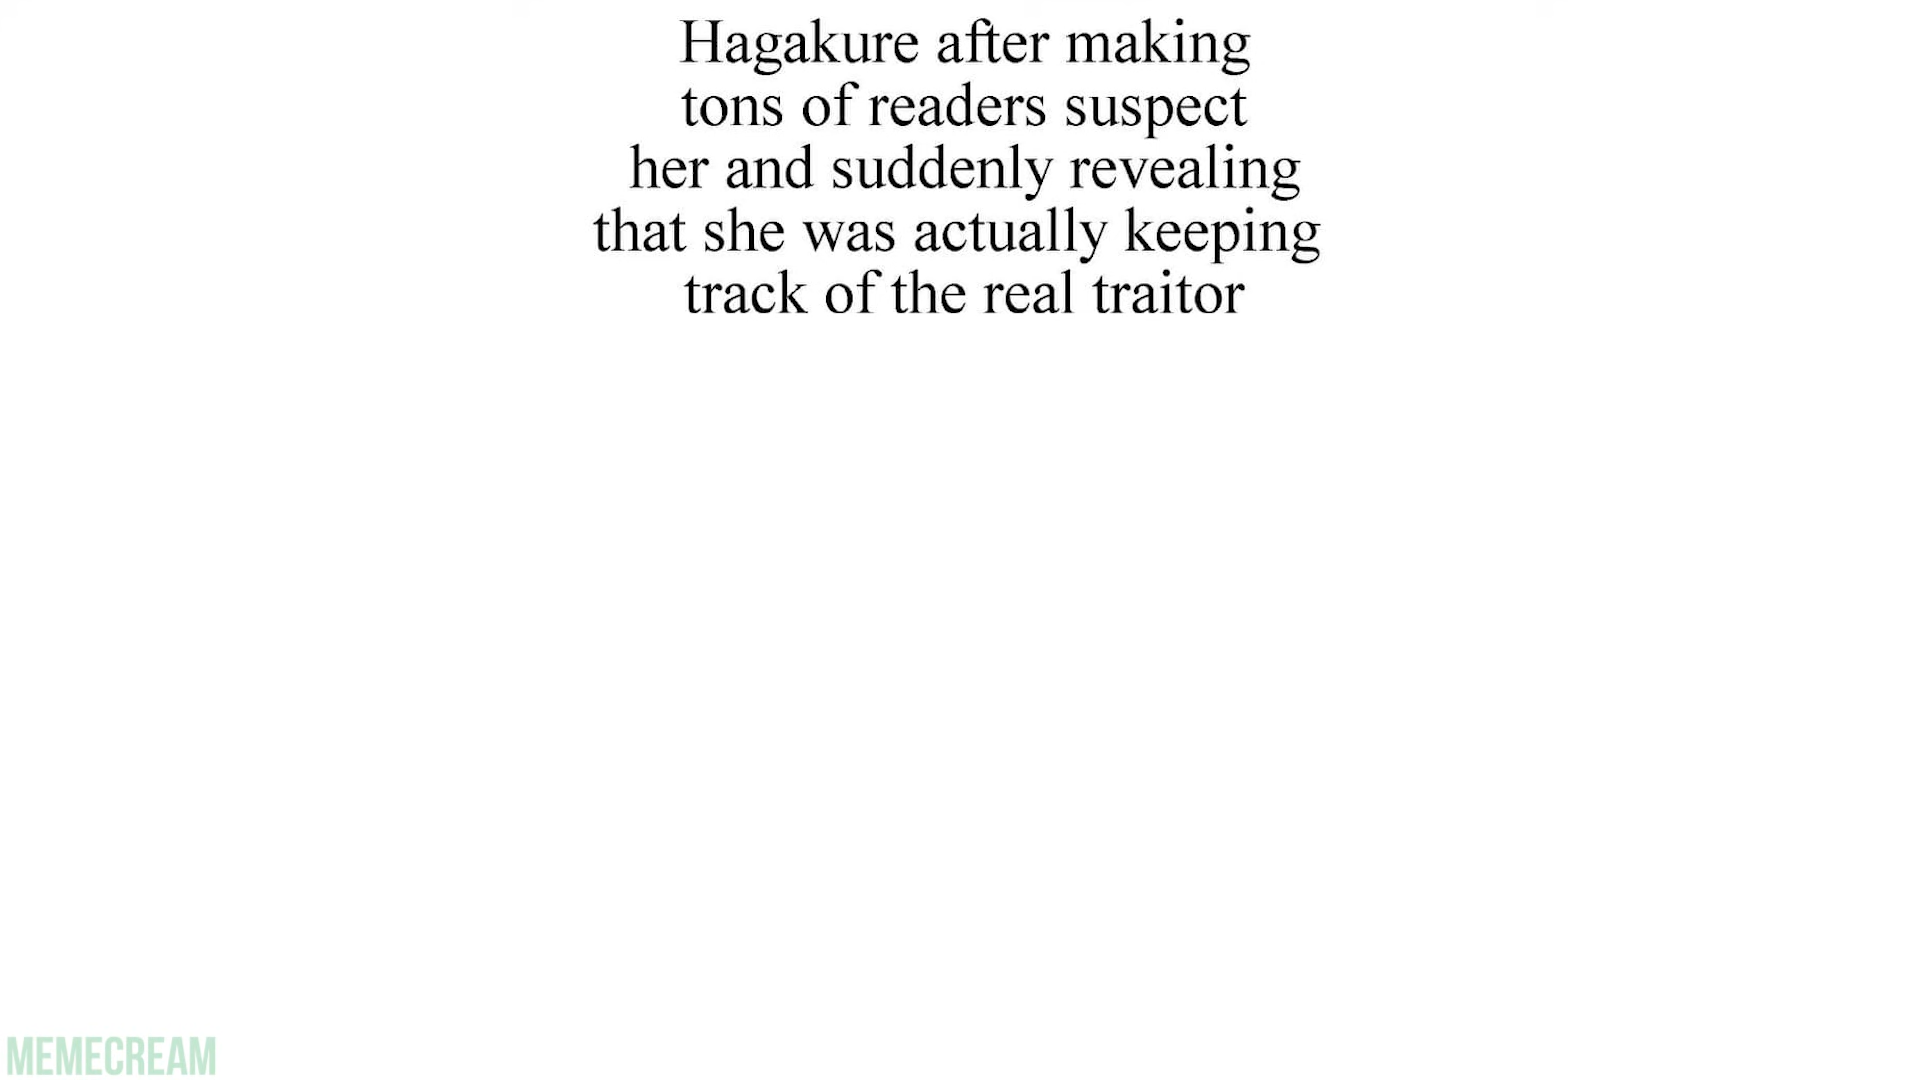 Hagakure after making
tons of readers suspect
her and suddenly revealing
that she was actually keeping
track of the real traitor
MEMECREAM